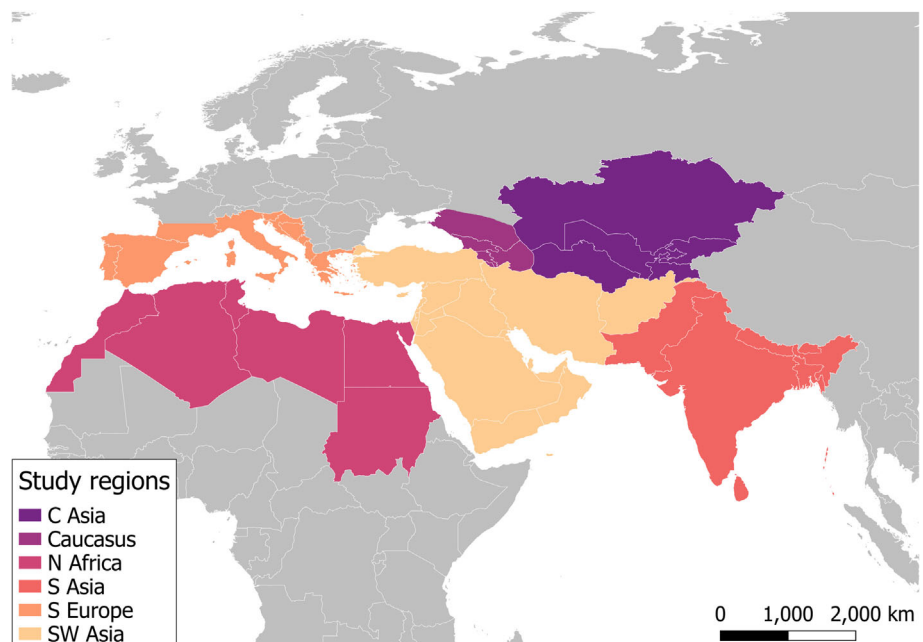 Study regions
C Asia
Caucasus
N Africa
S Asia
S Europe
SW Asia
0 1,000 2,000 km